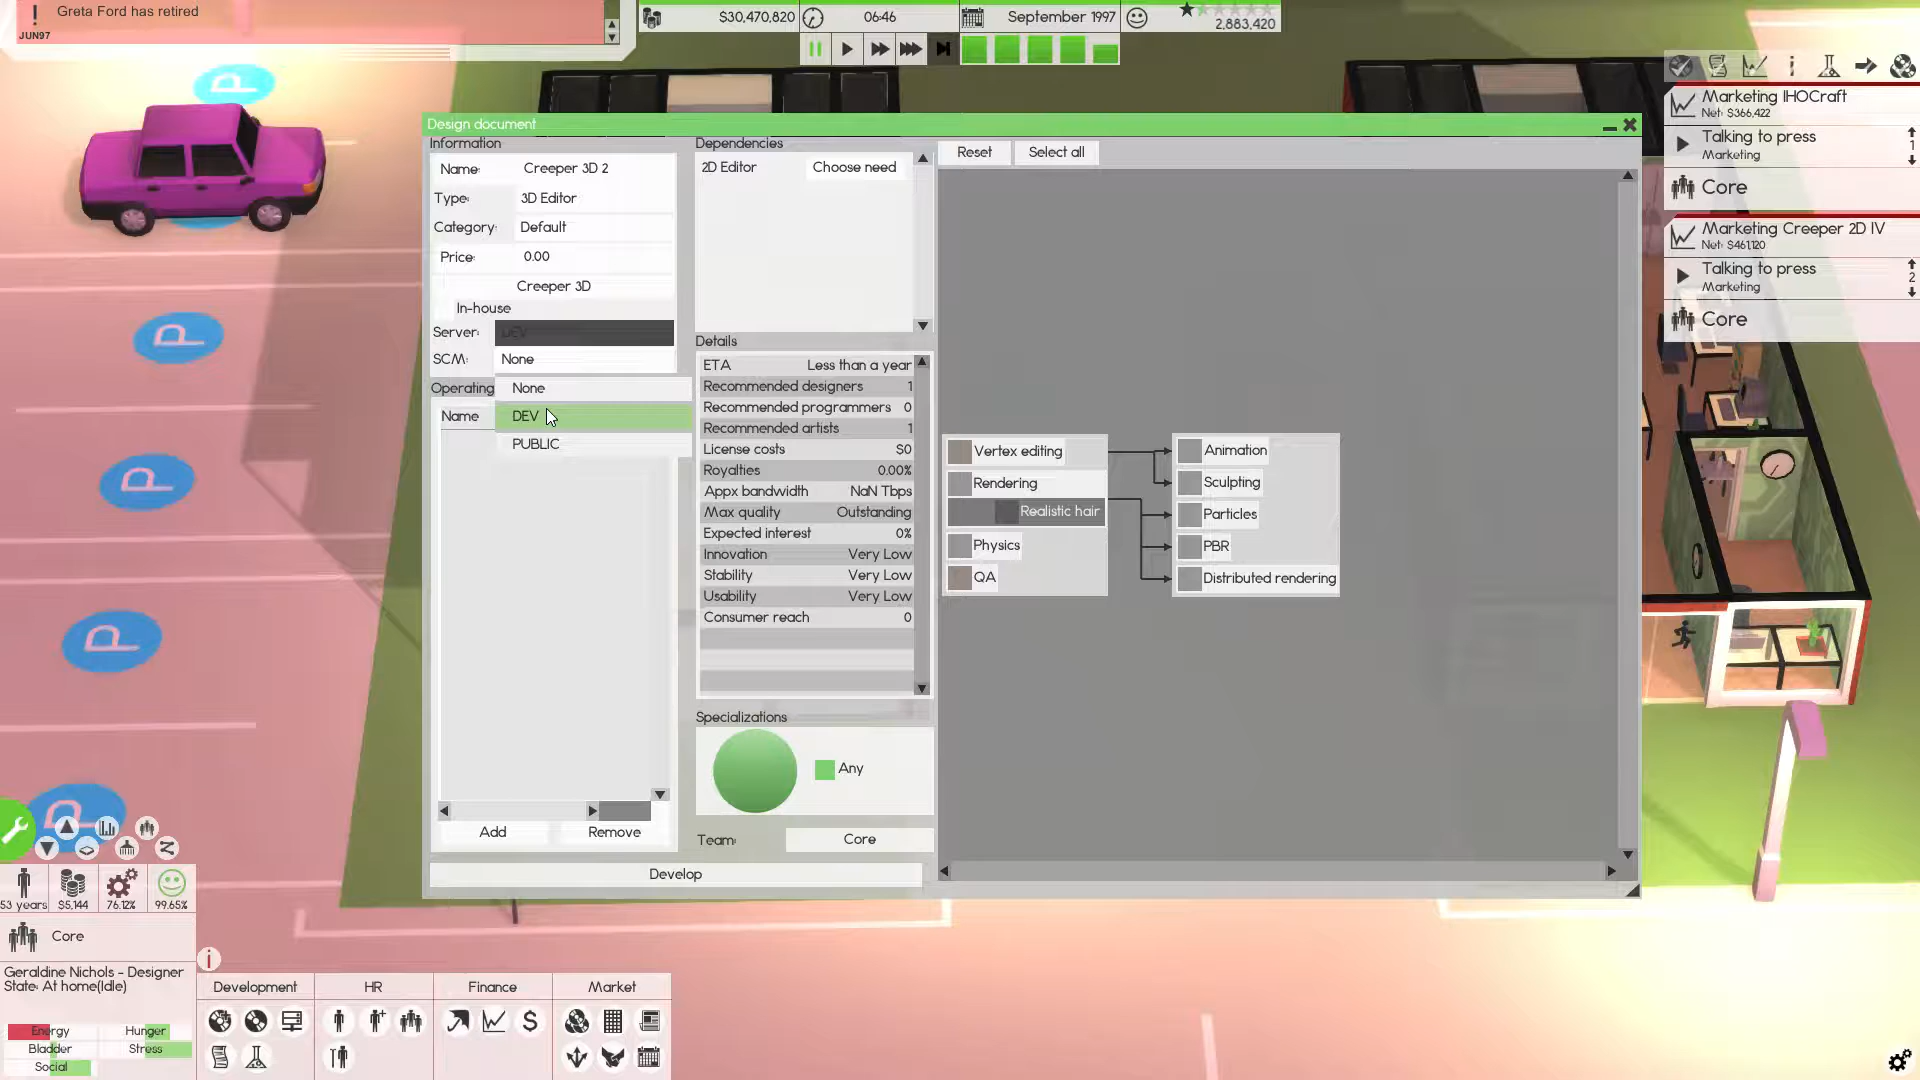 Greta Ford has retired
JUN97
$30,470,820
06:46
September 1997
2,883,420
Marketing IHOCraft
Net: $366,422
Talking to press
Marketing
1
Core
Marketing Creeper 2D IV
Net: $461,120
Talking to press
Marketing
2
Core
Design document
Information
Name: Creeper 3D 2
Type: 3D Editor
Category: Default
Price: 0.00
Creeper 3D
In-house
Server: DEV
SCM: None
Operating
None
Name
DEV
PUBLIC
Add
Remove
Develop
Dependencies
2D Editor
Choose need
Details
ETA Less than a year
Recommended designers 1
Recommended programmers 0
Recommended artists 1
License costs $0
Royalties 0.00%
Appx bandwidth NaN Tbps
Max quality Outstanding
Expected interest 0%
Innovation Very Low
Stability Very Low
Usability Very Low
Consumer reach 0
Specializations
Any
Team: Core
Reset
Select all
Vertex editing
Rendering
Realistic hair
Physics
QA
Animation
Sculpting
Particles
PBR
Distributed rendering
P
P
P
P
P
53 years
$5,144
76.12%
99.65%
Core
Geraldine Nichols - Designer
State: At home(Idle)
Energy
Hunger
Bladder
Stress
Social
Development
HR
Finance
Market